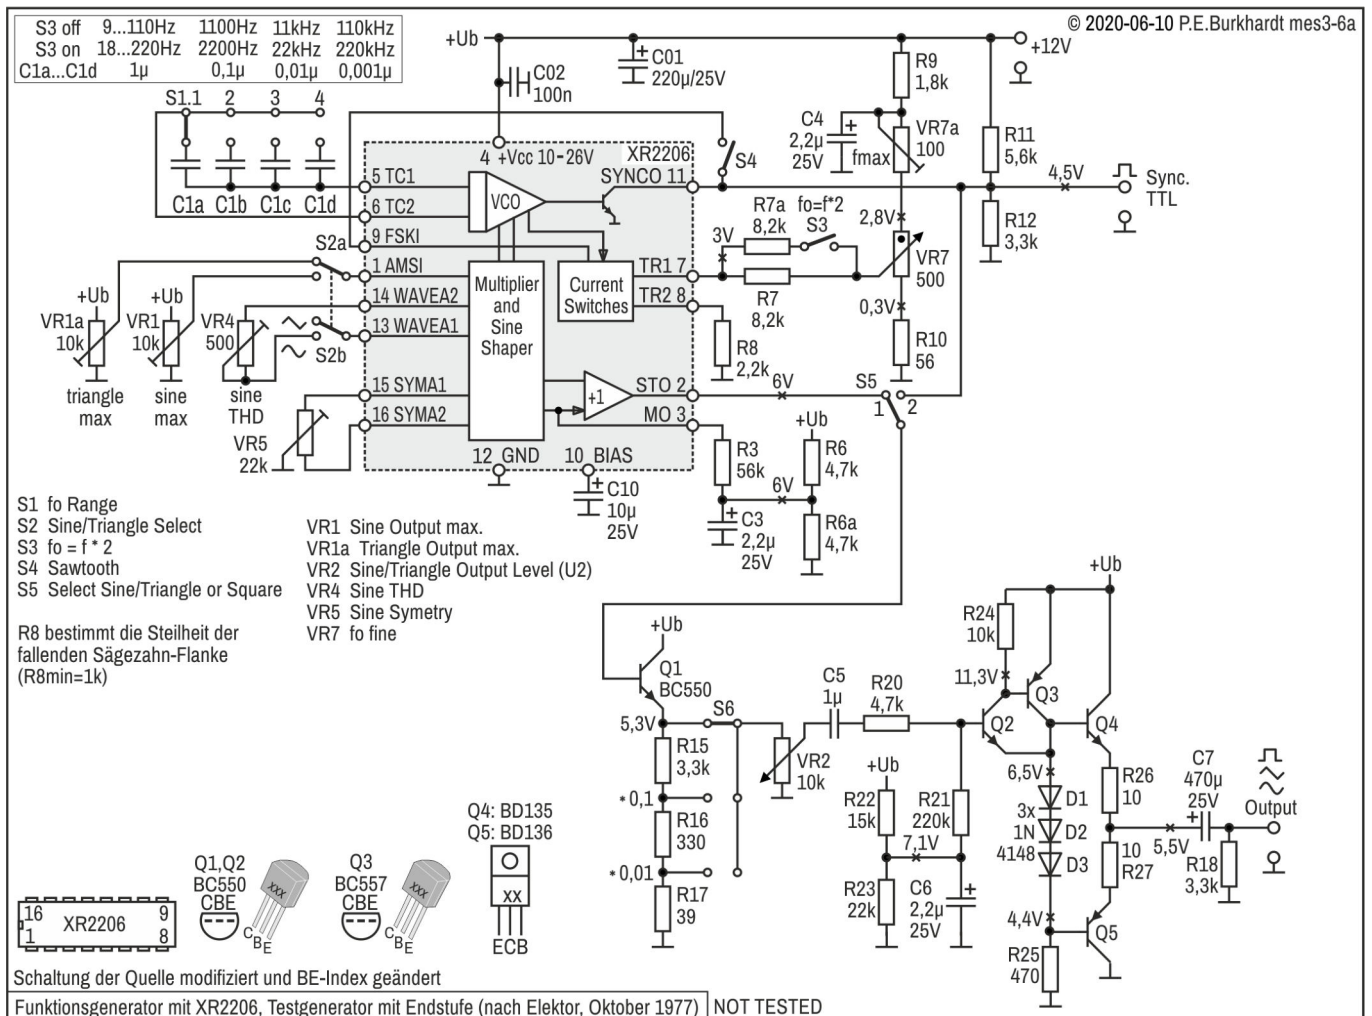 © 2020-06-10 P.E.Burkhardt mes3-6a
S3 off 9...110Hz 1100Hz 11kHz 110kHz
S3 on 18...220Hz 2200Hz 22kHz 220kHz
C1a...C1d 1µ 0,1µ 0,01µ 0,001µ
+Ub
C01
220µ/25V
+12V
C02
100n
R9
1,8k
S1.1 2 3 4
C1a C1b C1c C1d
C4
2,2µ
25V
fmax
VR7a
100
R11
5,6k
4 +Vcc 10-26V
XR2206
S4
5 TC1
SYNCO 11
4,5V
Sync.
TTL
6 TC2
VCO
R7a
8,2k
fo=f*2
S3
2,8V
R12
3,3k
9 FSKI
3V
VR7
500
S2a
1 AMSI
TR1 7
R7
8,2k
14 WAVEA2
TR2 8
0,3V
13 WAVEA1
Multiplier
and
Sine
Shaper
Current
Switches
+Ub
VR1a
10k
+Ub
VR1
10k
VR4
500
S2b
R8
2,2k
R10
56
triangle
max
sine
max
sine
THD
15 SYMA1
+1
STO 2
6V
S5
1 2
16 SYMA2
MO 3
VR5
22k
12 GND
10 BIAS
R3
56k
+Ub
R6
4,7k
C10
10µ
25V
6V
C3
2,2µ
25V
R6a
4,7k
S1 fo Range
S2 Sine/Triangle Select
S3 fo = f * 2
S4 Sawtooth
S5 Select Sine/Triangle or Square
VR1 Sine Output max.
VR1a Triangle Output max.
VR2 Sine/Triangle Output Level (U2)
VR4 Sine THD
VR5 Sine Symetry
VR7 fo fine
R8 bestimmt die Steilheit der
fallenden Sägezahn-Flanke
(R8min=1k)
+Ub
Q1
BC550
5,3V
S6
R15
3,3k
*0,1
R16
330
*0,01
R17
39
VR2
10k
C5
1µ
R20
4,7k
+Ub
R22
15k
R21
220k
7,1V
R23
22k
C6
2,2µ
25V
+Ub
R24
10k
11,3V
Q3
Q2
Q4
6,5V
3x
1N
4148
D1
D2
D3
R26
10
10
R27
C7
470µ
25V
Output
5,5V
R18
3,3k
4,4V
Q5
R25
470
Q4: BD135
Q5: BD136
xx
ECB
Q1,Q2
BC550
CBE
xxx
C
B
E
Q3
BC557
CBE
xxx
C
B
E
16 9
XR2206
1 8
Schaltung der Quelle modifiziert und BE-Index geändert
Funktionsgenerator mit XR2206, Testgenerator mit Endstufe (nach Elektor, Oktober 1977) NOT TESTED